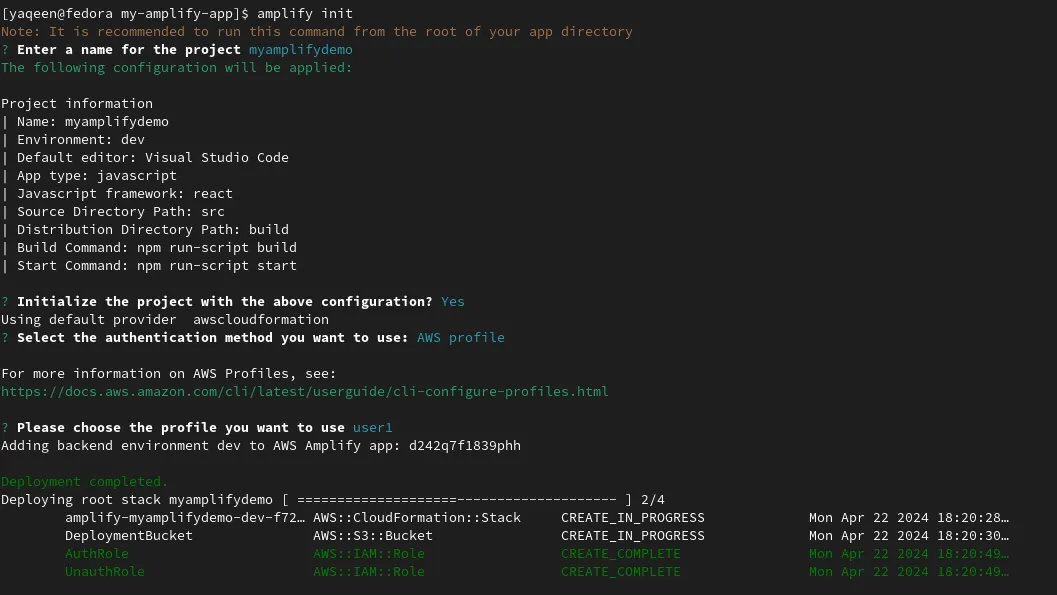 [yaqeen@fedora my-amplify-app]$ amplify init
Note: It is recommended to run this command from the root of your app directory
? Enter a name for the project myamplifydemo
The following configuration will be applied:
Project information
| Name: myamplifydemo
| Environment: dev
| Default editor: Visual Studio Code
| App type: javascript
| Javascript framework: react
| Source Directory Path: src
| Distribution Directory Path: build
| Build Command: npm run-script build
| Start Command: npm run-script start
? Initialize the project with the above configuration? Yes
Using default provider  awscloudformation
? Select the authentication method you want to use: AWS profile
For more information on AWS Profiles, see:
https://docs.aws.amazon.com/cli/latest/userguide/cli-configure-profiles.html
? Please choose the profile you want to use user1
Adding backend environment dev to AWS Amplify app: d242q7f1839phh
Deployment completed.
Deploying root stack myamplifydemo [ ====================-------------------- ] 2/4
amplify-myamplifydemo-dev-f72… AWS::CloudFormation::Stack     CREATE_IN_PROGRESS             Mon Apr 22 2024 18:20:28…
DeploymentBucket               AWS::S3::Bucket                CREATE_IN_PROGRESS             Mon Apr 22 2024 18:20:30…
AuthRole                       AWS::IAM::Role                 CREATE_COMPLETE                Mon Apr 22 2024 18:20:49…
UnauthRole                     AWS::IAM::Role                 CREATE_COMPLETE                Mon Apr 22 2024 18:20:49…